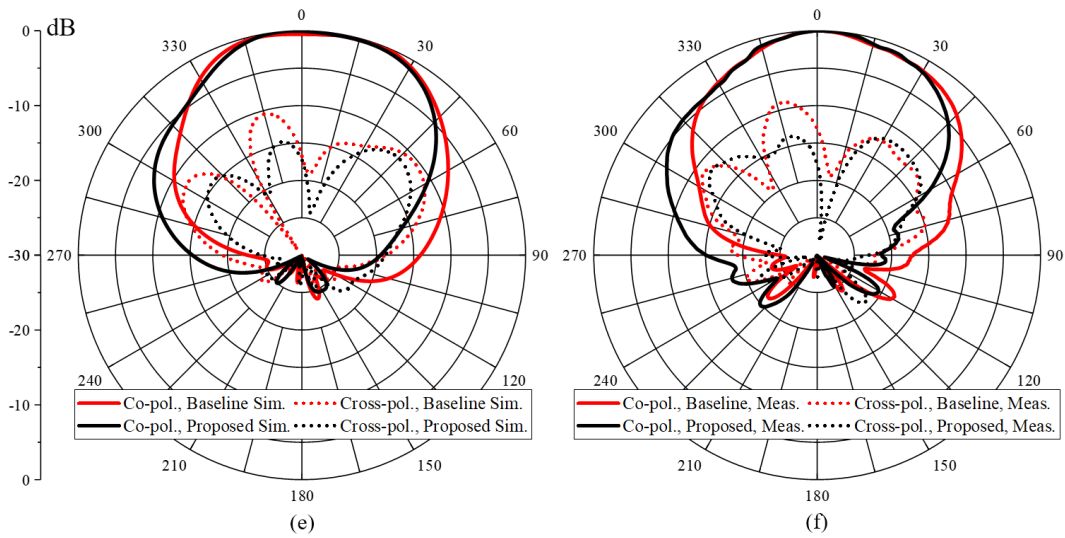 dB
0
-10
-20
-30
-20
-10
0
0
30
60
90
120
150
180
210
240
270
300
330
Co-pol., Baseline Sim.
Cross-pol., Baseline Sim.
Co-pol., Proposed Sim.
Cross-pol., Proposed Sim.
(e)
0
30
60
90
120
150
180
210
240
270
300
330
Co-pol., Baseline, Meas.
Cross-pol., Baseline, Meas.
Co-pol., Proposed, Meas.
Cross-pol., Proposed, Meas.
(f)